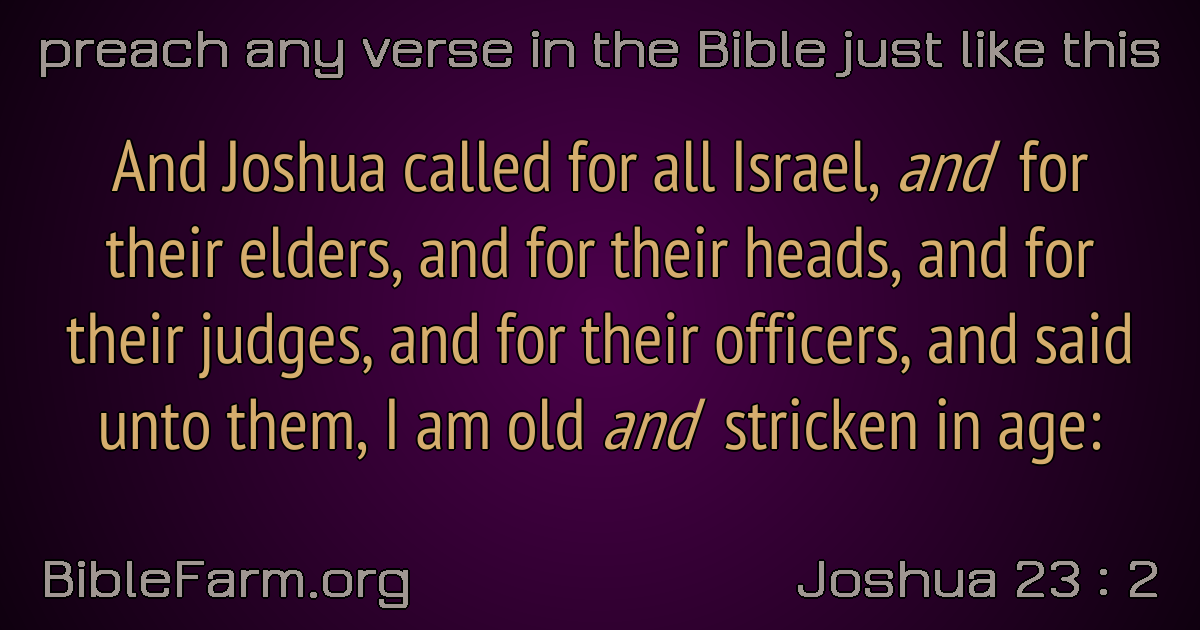 preach any verse in the Bible just like this
And Joshua called for all Israel, and for
their elders, and for their heads, and for
their judges, and for their officers, and said
unto them, I am old and stricken in age:
BibleFarm.org
Joshua 23 : 2